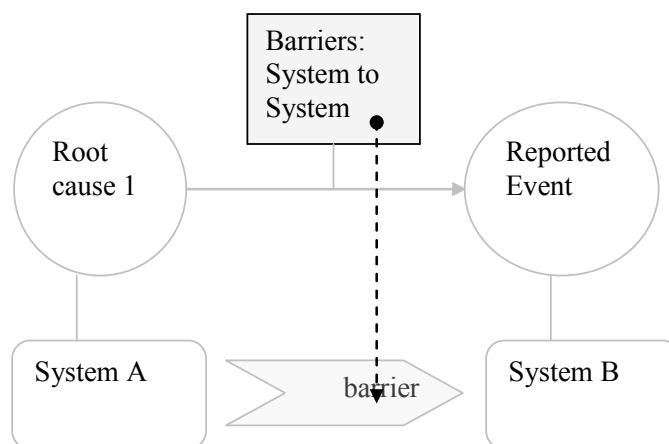 Barriers:
System to
System
Root
cause 1
Reported
Event
System A
barrier
System B